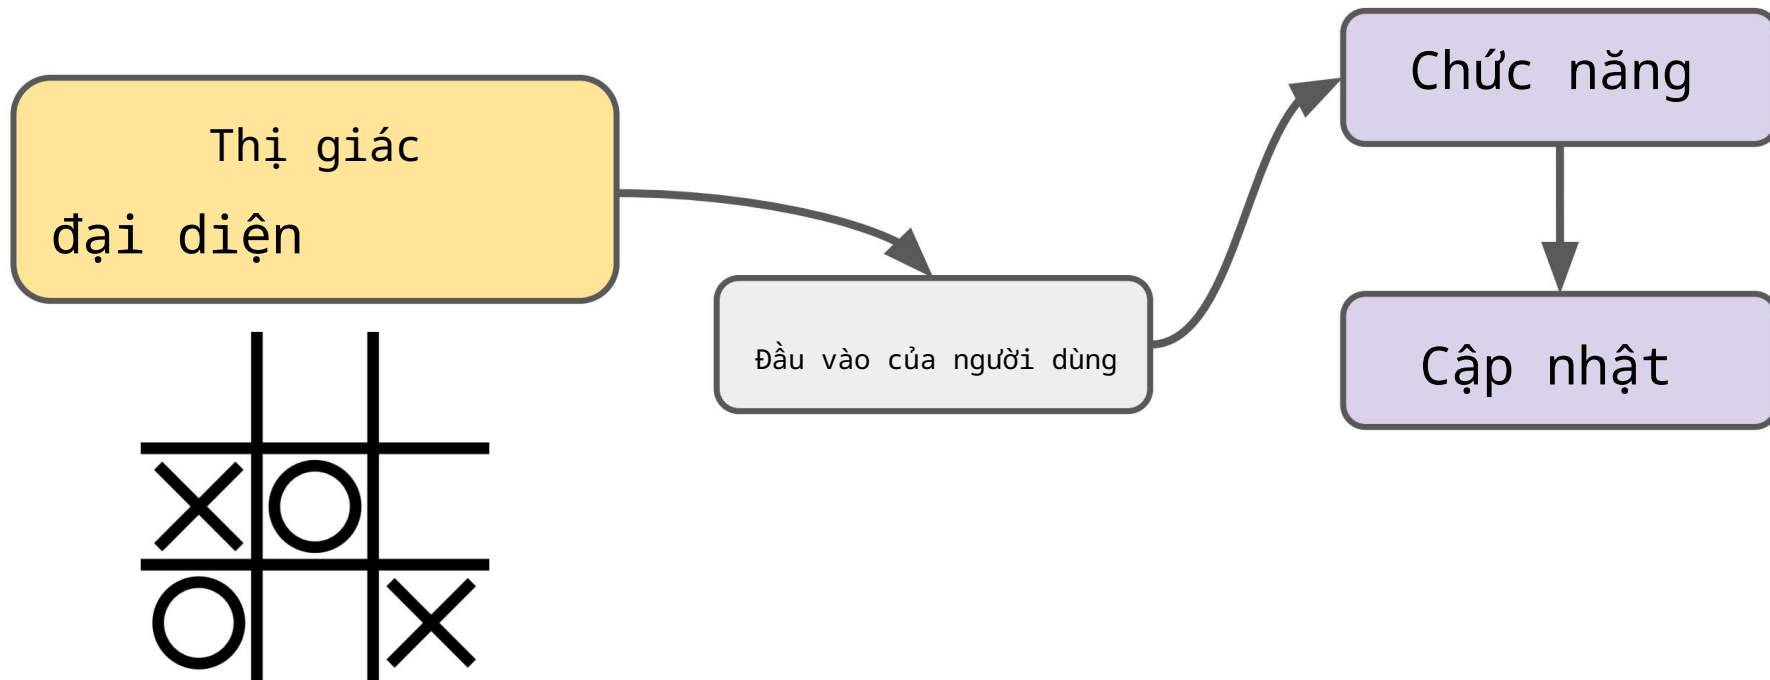 Thị giác
đại diện
Đầu vào của người dùng
Chức năng
Cập nhật